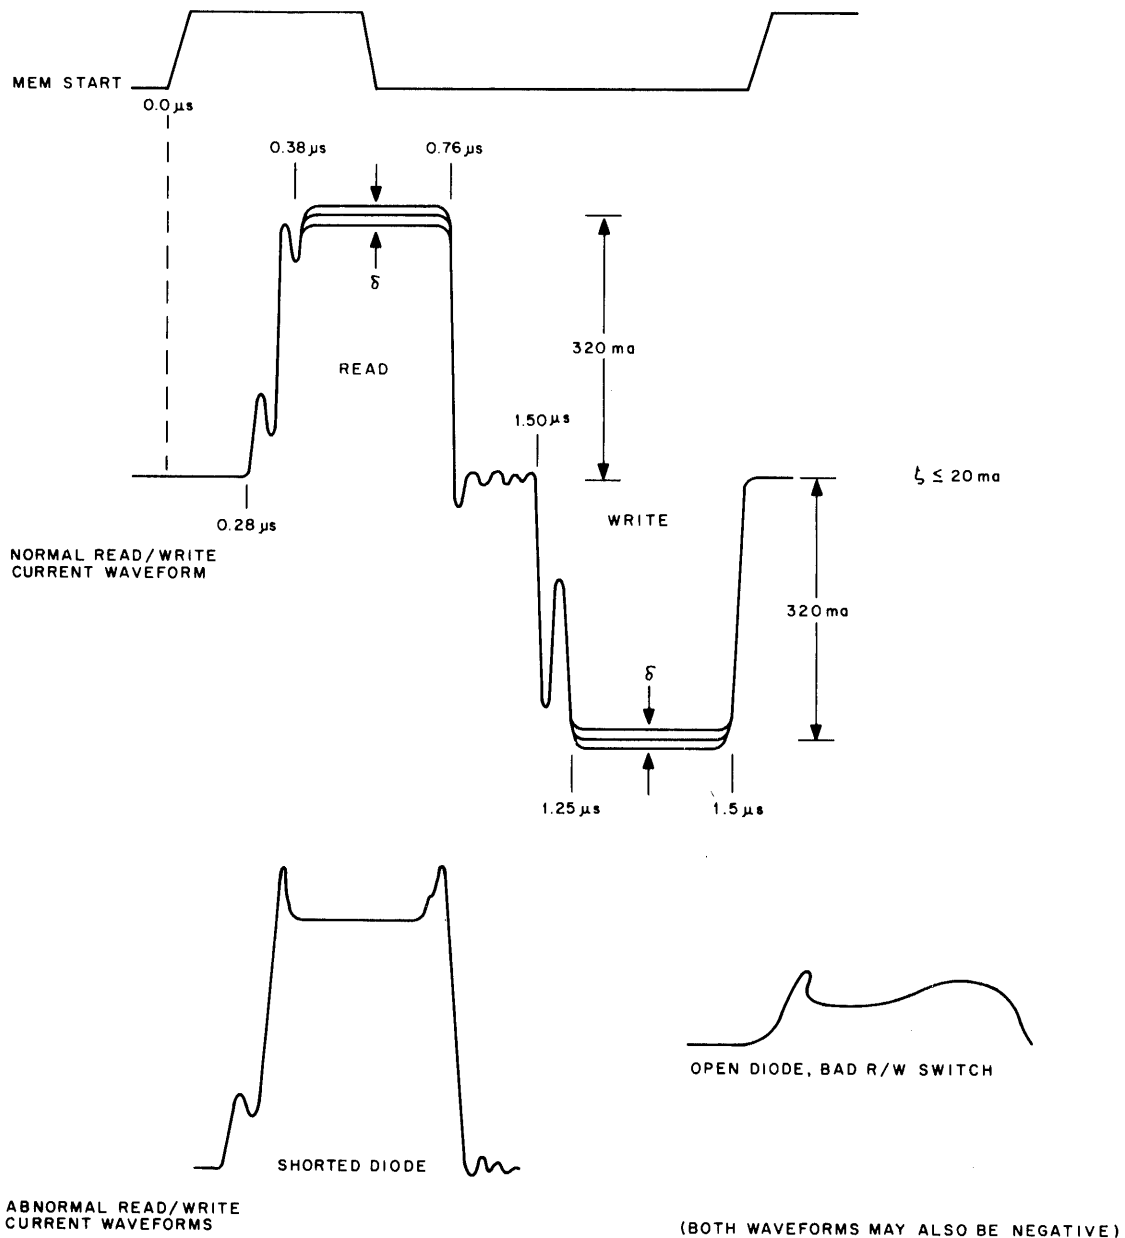 MEM START
0.0 μs
0.38 μs
0.76 μs
δ
READ
320 ma
1.50 μs
ζ ≤ 20 ma
0.28 μs
WRITE
NORMAL READ/WRITE
CURRENT WAVEFORM
320 ma
δ
1.25 μs
1.5 μs
OPEN DIODE, BAD R/W SWITCH
SHORTED DIODE
ABNORMAL READ/WRITE
CURRENT WAVEFORMS
(BOTH WAVEFORMS MAY ALSO BE NEGATIVE)